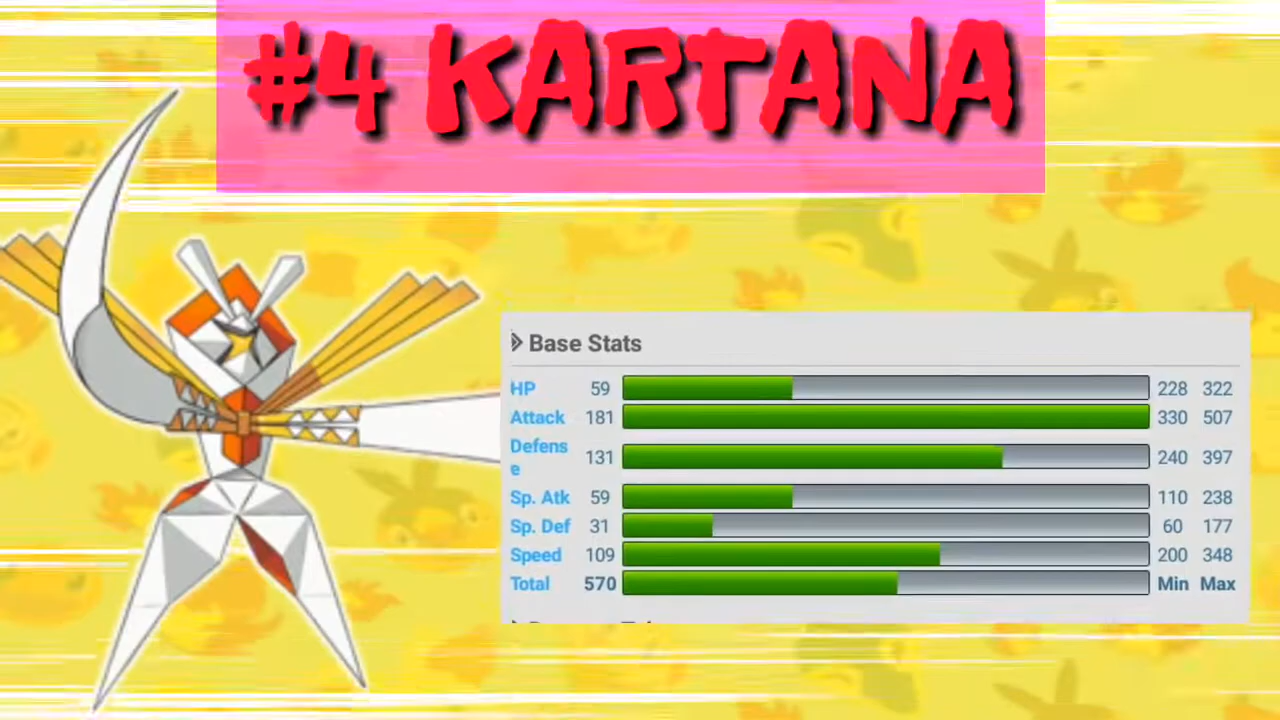 #4 KARTANA
Base Stats
HP 59 228 322
Attack 181 330 507
Defens
e 131 240 397
Sp. Atk 59 110 238
Sp. Def 31 60 177
Speed 109 200 348
Total 570 Min Max